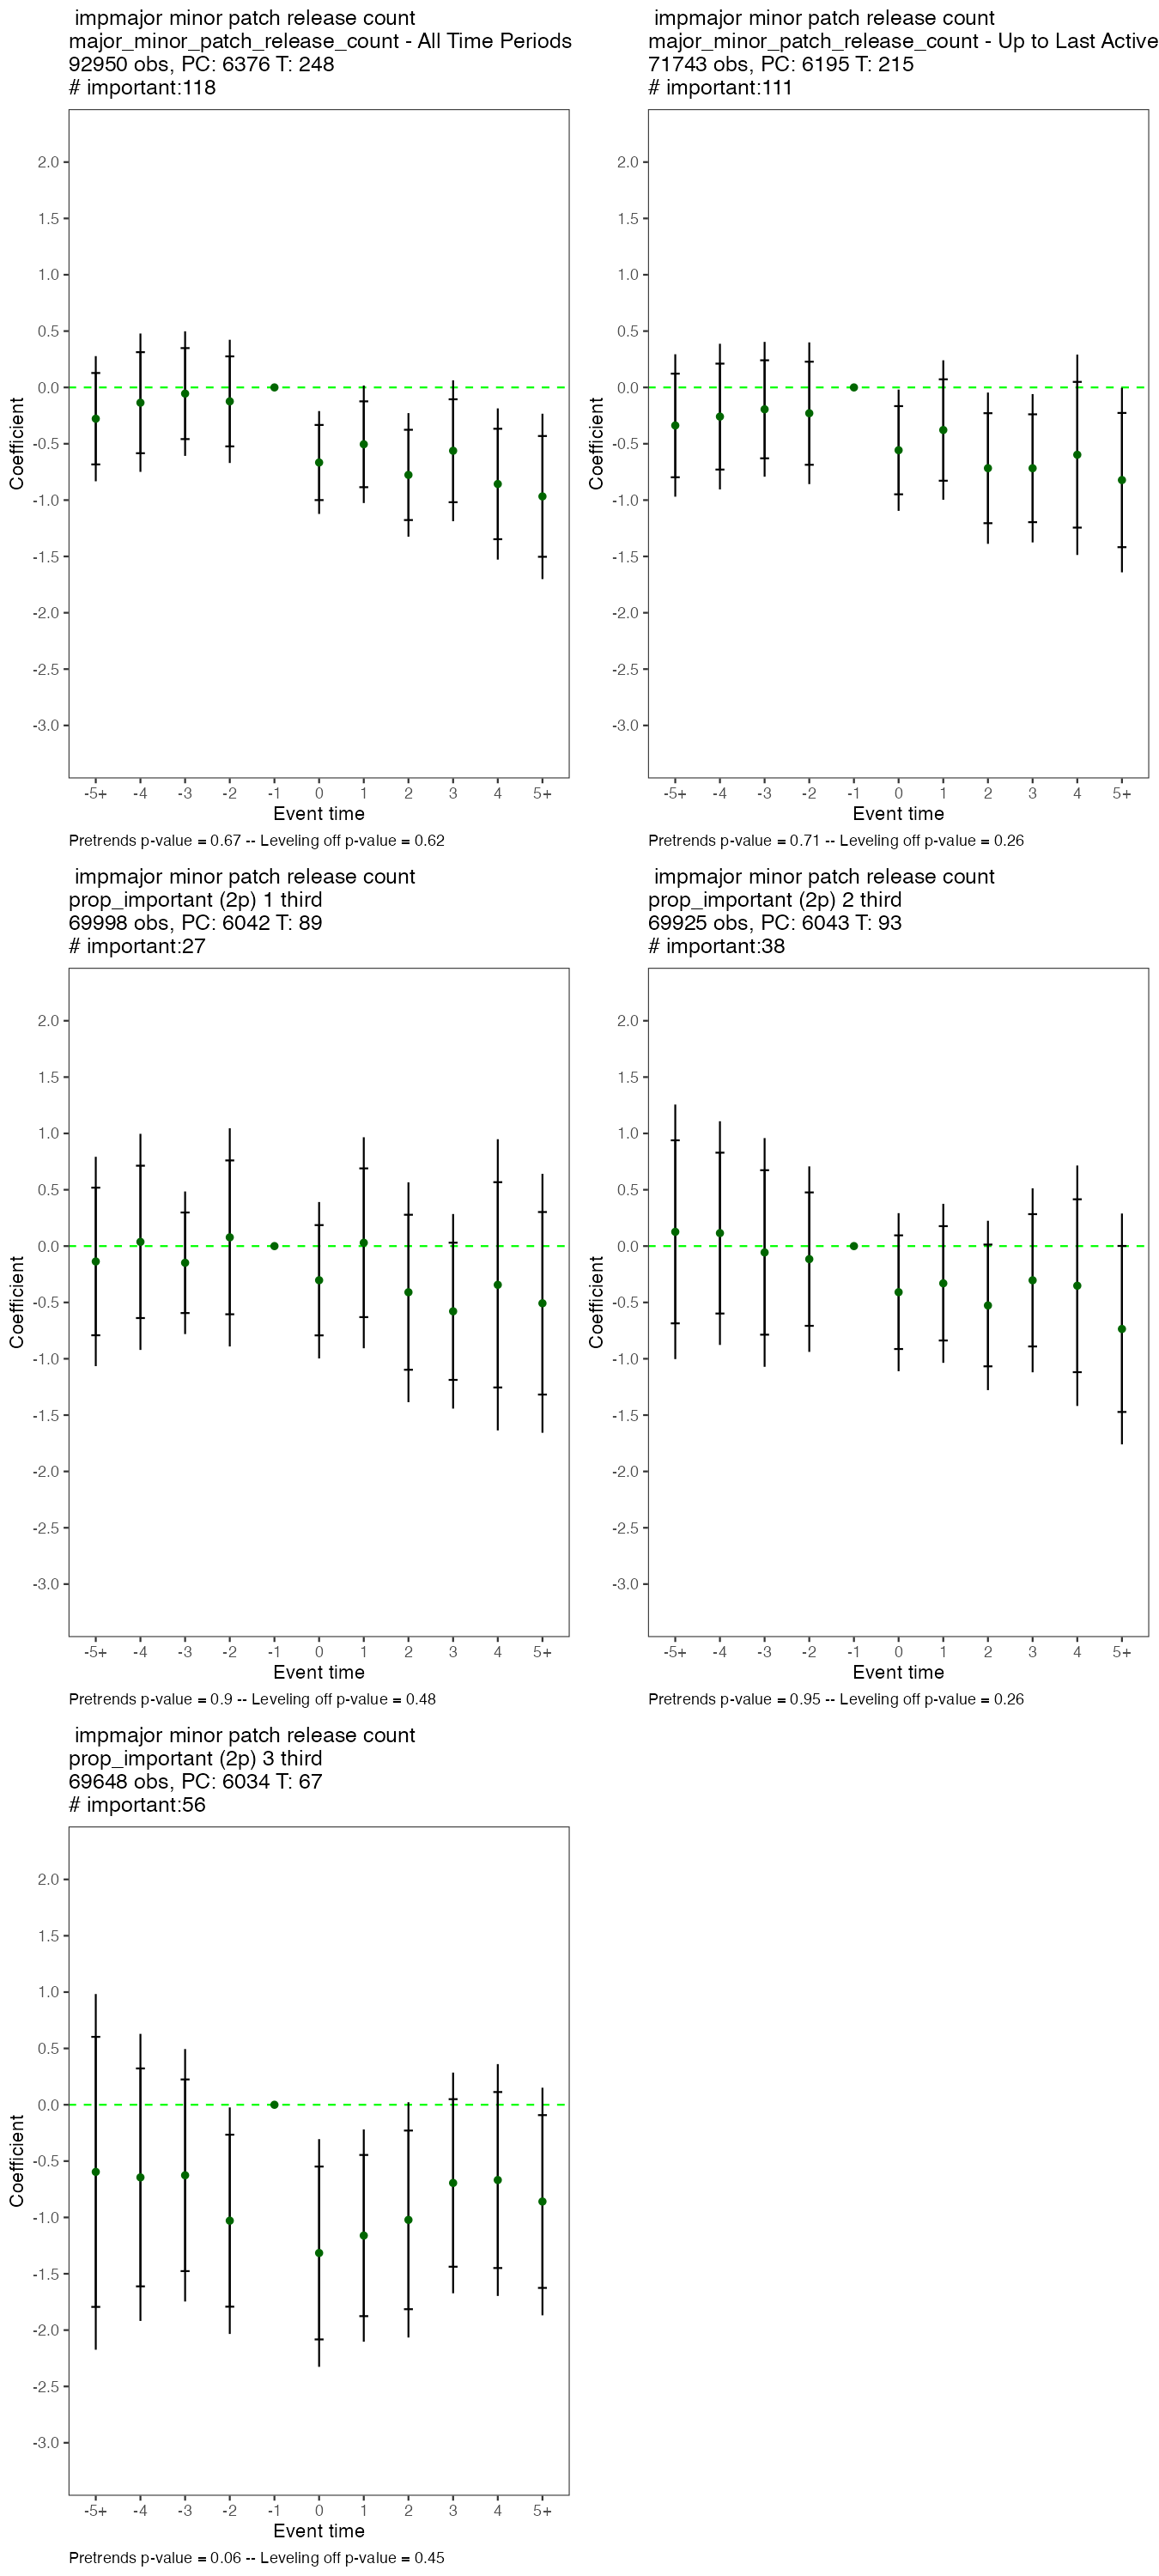 impmajor minor patch release count
major_minor_patch_release_count - All Time Periods
92950 obs, PC: 6376 T: 248
# important:118
2.0
1.5
1.0
0.5
0.0
-0.5
-1.0
-1.5
-2.0
-2.5
-3.0
Coefficient
-5+ -4 -3 -2 -1 0 1 2 3 4 5+
Event time
Pretrends p-value = 0.67 -- Leveling off p-value = 0.62
impmajor minor patch release count
major_minor_patch_release_count - Up to Last Active
71743 obs, PC: 6195 T: 215
# important:111
2.0
1.5
1.0
0.5
0.0
-0.5
-1.0
-1.5
-2.0
-2.5
-3.0
Coefficient
-5+ -4 -3 -2 -1 0 1 2 3 4 5+
Event time
Pretrends p-value = 0.71 -- Leveling off p-value = 0.26
impmajor minor patch release count
prop_important (2p) 1 third
69998 obs, PC: 6042 T: 89
# important:27
2.0
1.5
1.0
0.5
0.0
-0.5
-1.0
-1.5
-2.0
-2.5
-3.0
Coefficient
-5+ -4 -3 -2 -1 0 1 2 3 4 5+
Event time
Pretrends p-value = 0.9 -- Leveling off p-value = 0.48
impmajor minor patch release count
prop_important (2p) 2 third
69925 obs, PC: 6043 T: 93
# important:38
2.0
1.5
1.0
0.5
0.0
-0.5
-1.0
-1.5
-2.0
-2.5
-3.0
Coefficient
-5+ -4 -3 -2 -1 0 1 2 3 4 5+
Event time
Pretrends p-value = 0.95 -- Leveling off p-value = 0.26
impmajor minor patch release count
prop_important (2p) 3 third
69648 obs, PC: 6034 T: 67
# important:56
2.0
1.5
1.0
0.5
0.0
-0.5
-1.0
-1.5
-2.0
-2.5
-3.0
Coefficient
-5+ -4 -3 -2 -1 0 1 2 3 4 5+
Event time
Pretrends p-value = 0.06 -- Leveling off p-value = 0.45